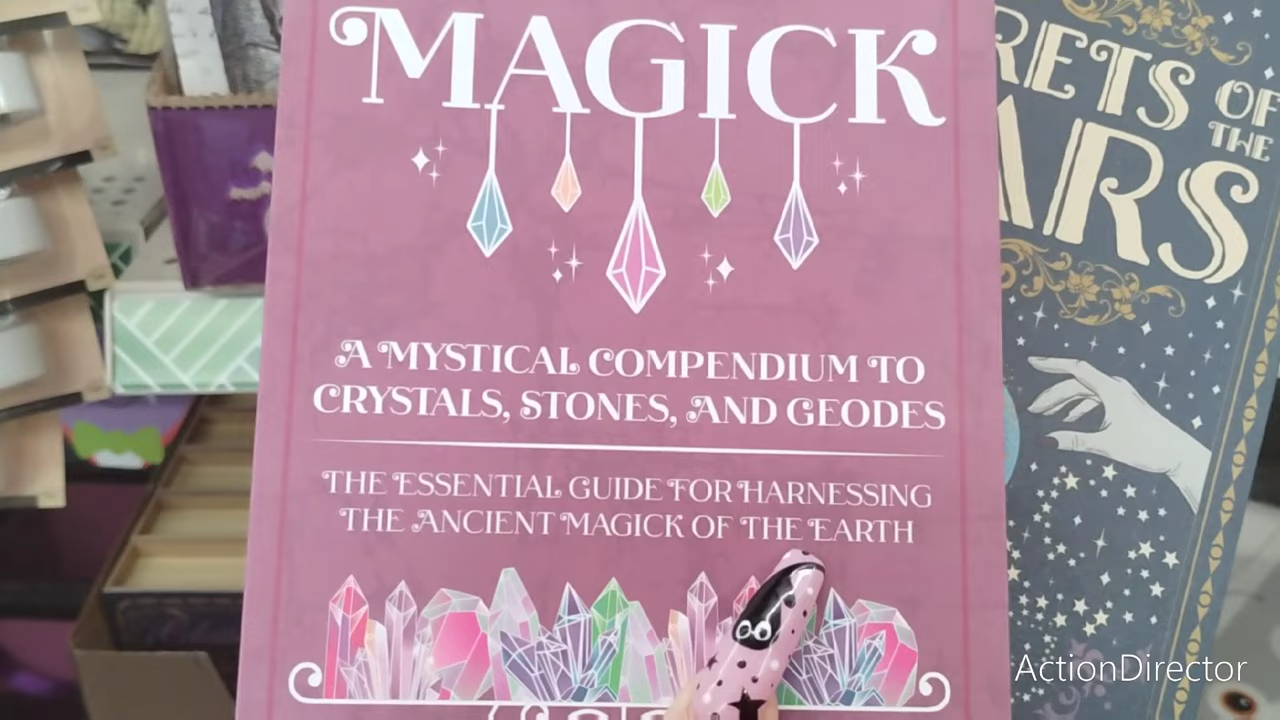 MAGICK
A MYSTICAL COMPENDIUM TO
CRYSTALS, STONES, AND GEODES
THE ESSENTIAL GUIDE FOR HARNESSING
THE ANCIENT MAGICK OF THE EARTH
RETS OF
THE
ARS
ActionDirector